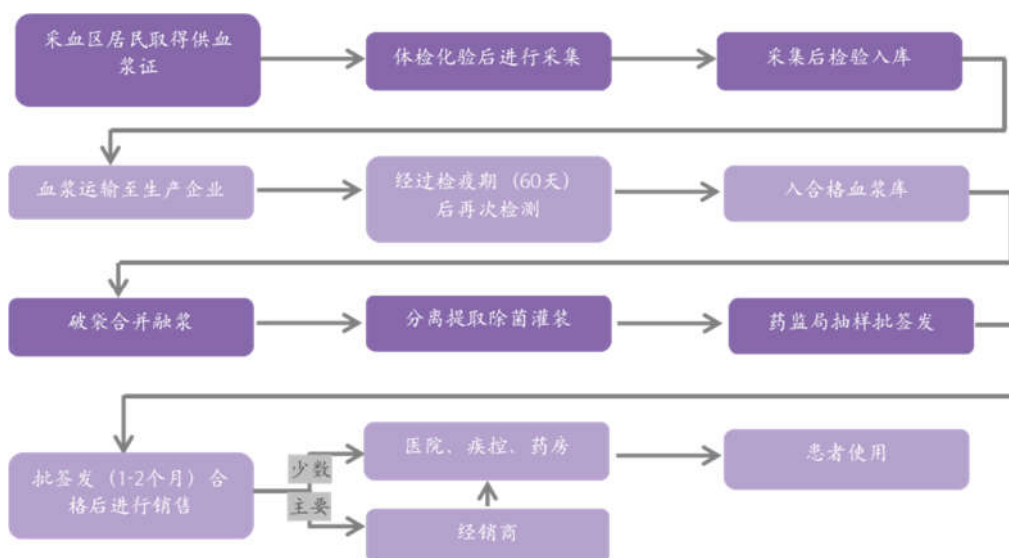 采血区居民取得供血
浆证
体检化验后进行采集
采集后检验入库
血浆运输至生产企业
经过检疫期（60天）
后再次检测
入合格血浆库
破袋合并融浆
分离提取除菌灌装
药监局抽样批签发
批签发（1-2个月）合
格后进行销售
少数
主要
医院、疾控、药房
经销商
患者使用